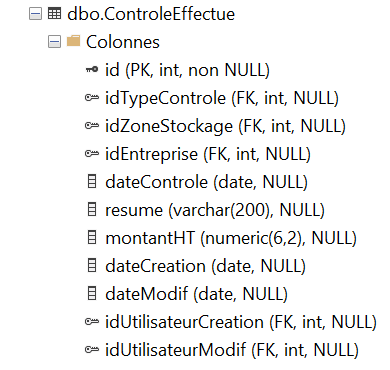 dbo.ControleEffectue
Colonnes
id (PK, int, non NULL)
idTypeControle (FK, int, NULL)
idZoneStockage (FK, int, NULL)
idEntreprise (FK, int, NULL)
dateControle (date, NULL)
resume (varchar(200), NULL)
montantHT (numeric(6,2), NULL)
dateCreation (date, NULL)
dateModif (date, NULL)
idUtilisateurCreation (FK, int, NULL)
idUtilisateurModif (FK, int, NULL)